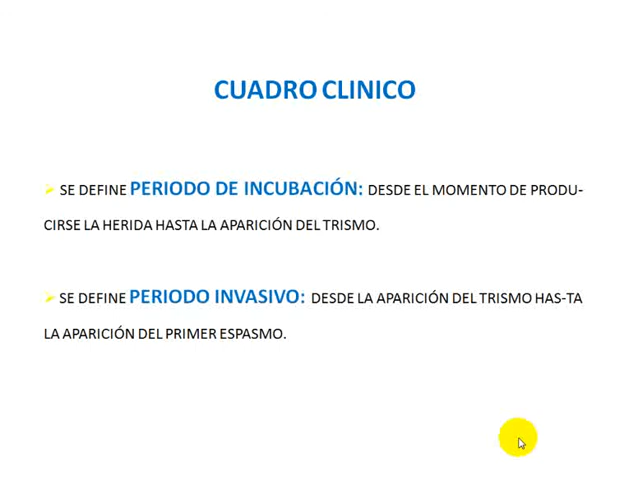 CUADRO CLINICO
SE DEFINE PERIODO DE INCUBACIÓN: DESDE EL MOMENTO DE PRODU-
CIRSE LA HERIDA HASTA LA APARICIÓN DEL TRISMO.
SE DEFINE PERIODO INVASIVO: DESDE LA APARICIÓN DEL TRISMO HAS-TA
LA APARICIÓN DEL PRIMER ESPASMO.